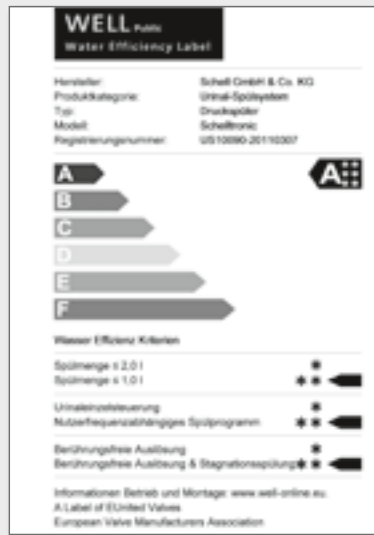 WELL Public
Water Efficiency Label
Hersteller: Schell GmbH & Co. KG
Produktkategorie: Urinal-Spülsystem
Typ: Druckspüler
Modell: Schelltronic
Registrierungsnummer: US10090-20110307
A A
B
C
D
E
F
Wasser Effizienz Kriterien
Spülmenge ≤ 2,0 l
Spülmenge ≤ 1,0 l
Urinaleinzelsteuerung
Nutzerfrequenzabhängiges Spülprogramm
Berührungsfreie Auslösung
Berührungsfreie Auslösung & Stagnationsspülung
Informationen Betrieb und Montage: www.well-online.eu
A Label of EUnited Valves
European Valve Manufacturers Association